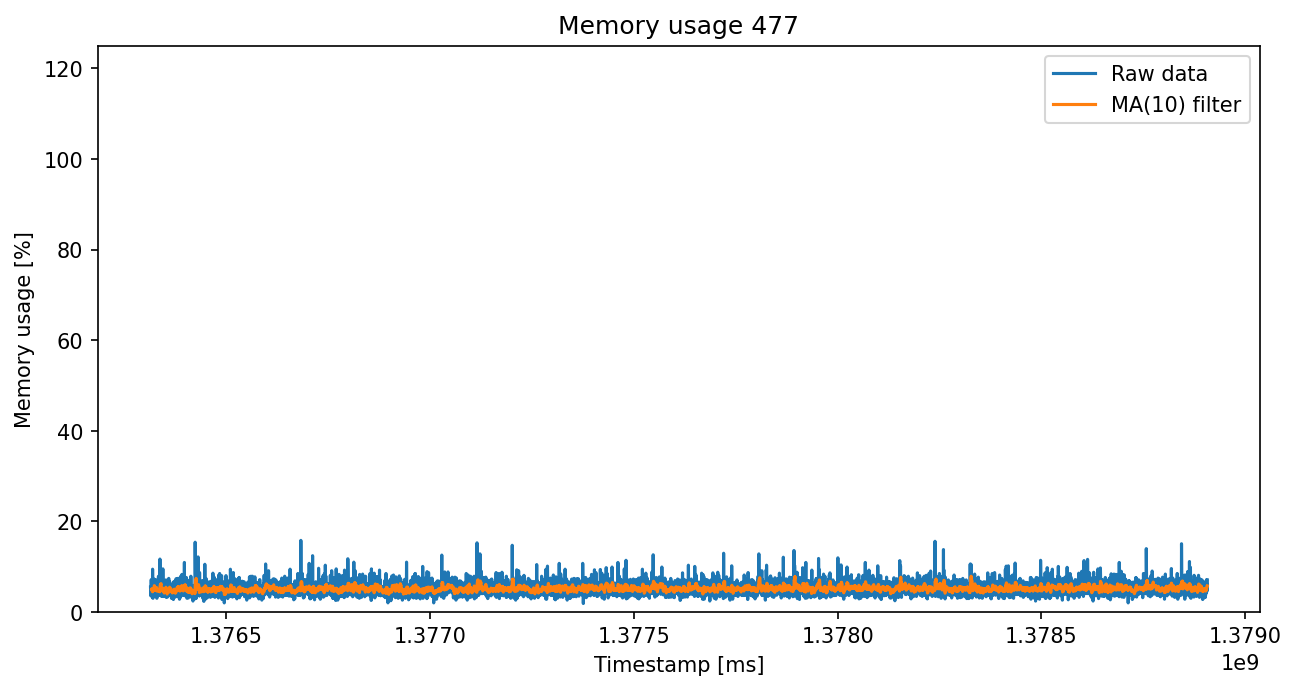 Memory usage 477
Raw data
MA(10) filter
Memory usage [%]
120
100
80
60
40
20
0
1.3765 1.3770 1.3775 1.3780 1.3785 1.3790
1e9
Timestamp [ms]